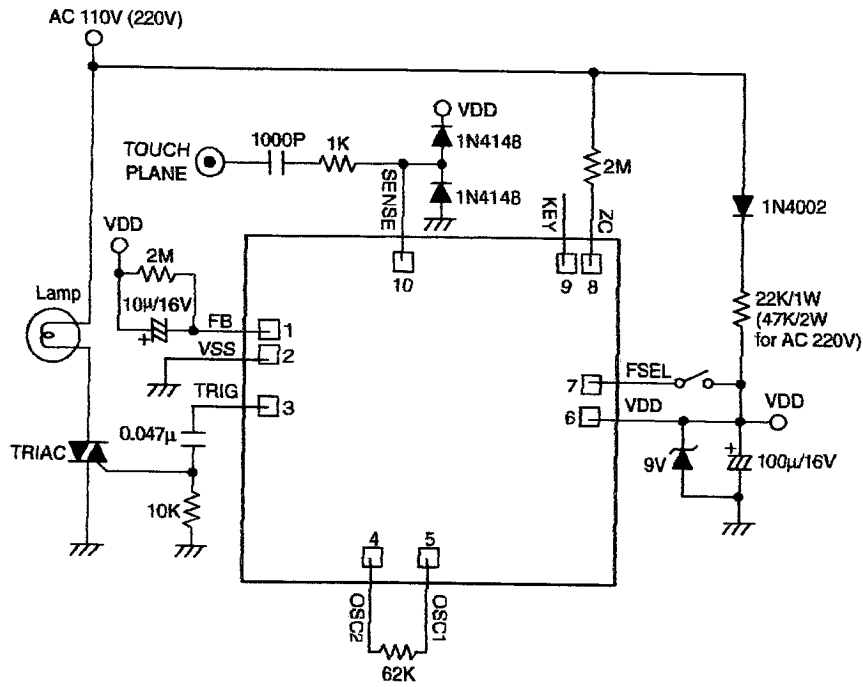 AC 110V (220V)
VDD
1000P
1K
1N4148
TOUCH
PLANE
2M
SENSE
1N4148
KEY
ZC
1N4002
VDD
2M
10
9
8
Lamp
10µ/16V
FB
1
22K/1W
(47K/2W
for AC 220V)
VSS
2
FSEL
7
TRIG
3
VDD
6
VDD
0.047µ
TRIAC
9V
100µ/16V
10K
4
5
OSC2
OSC1
62K